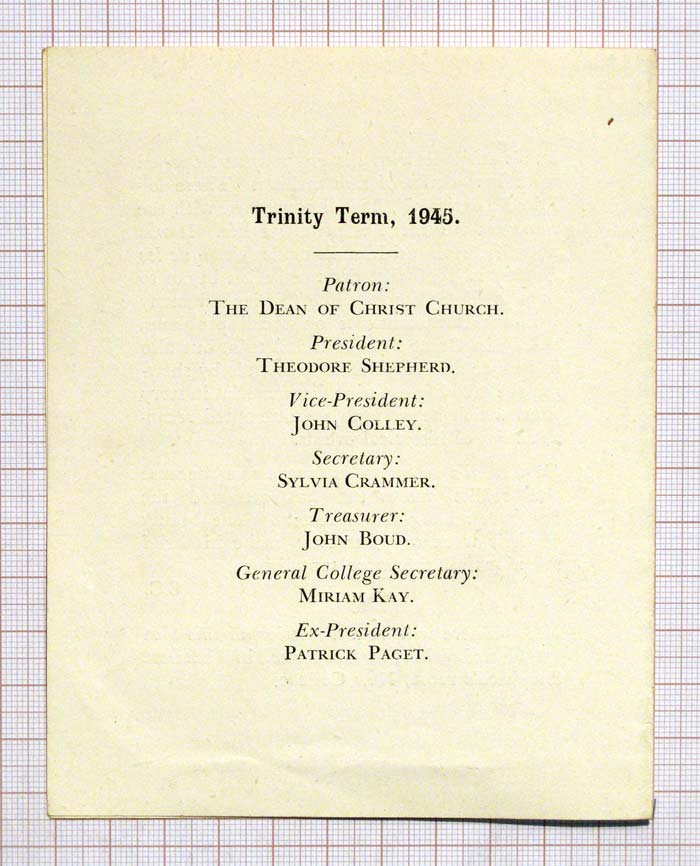 Trinity Term, 1945.
Patron:
The Dean of Christ Church.
President:
Theodore Shepherd.
Vice-President:
John Colley.
Secretary:
Sylvia Crammer.
Treasurer:
John Boud.
General College Secretary:
Miriam Kay.
Ex-President:
Patrick Paget.